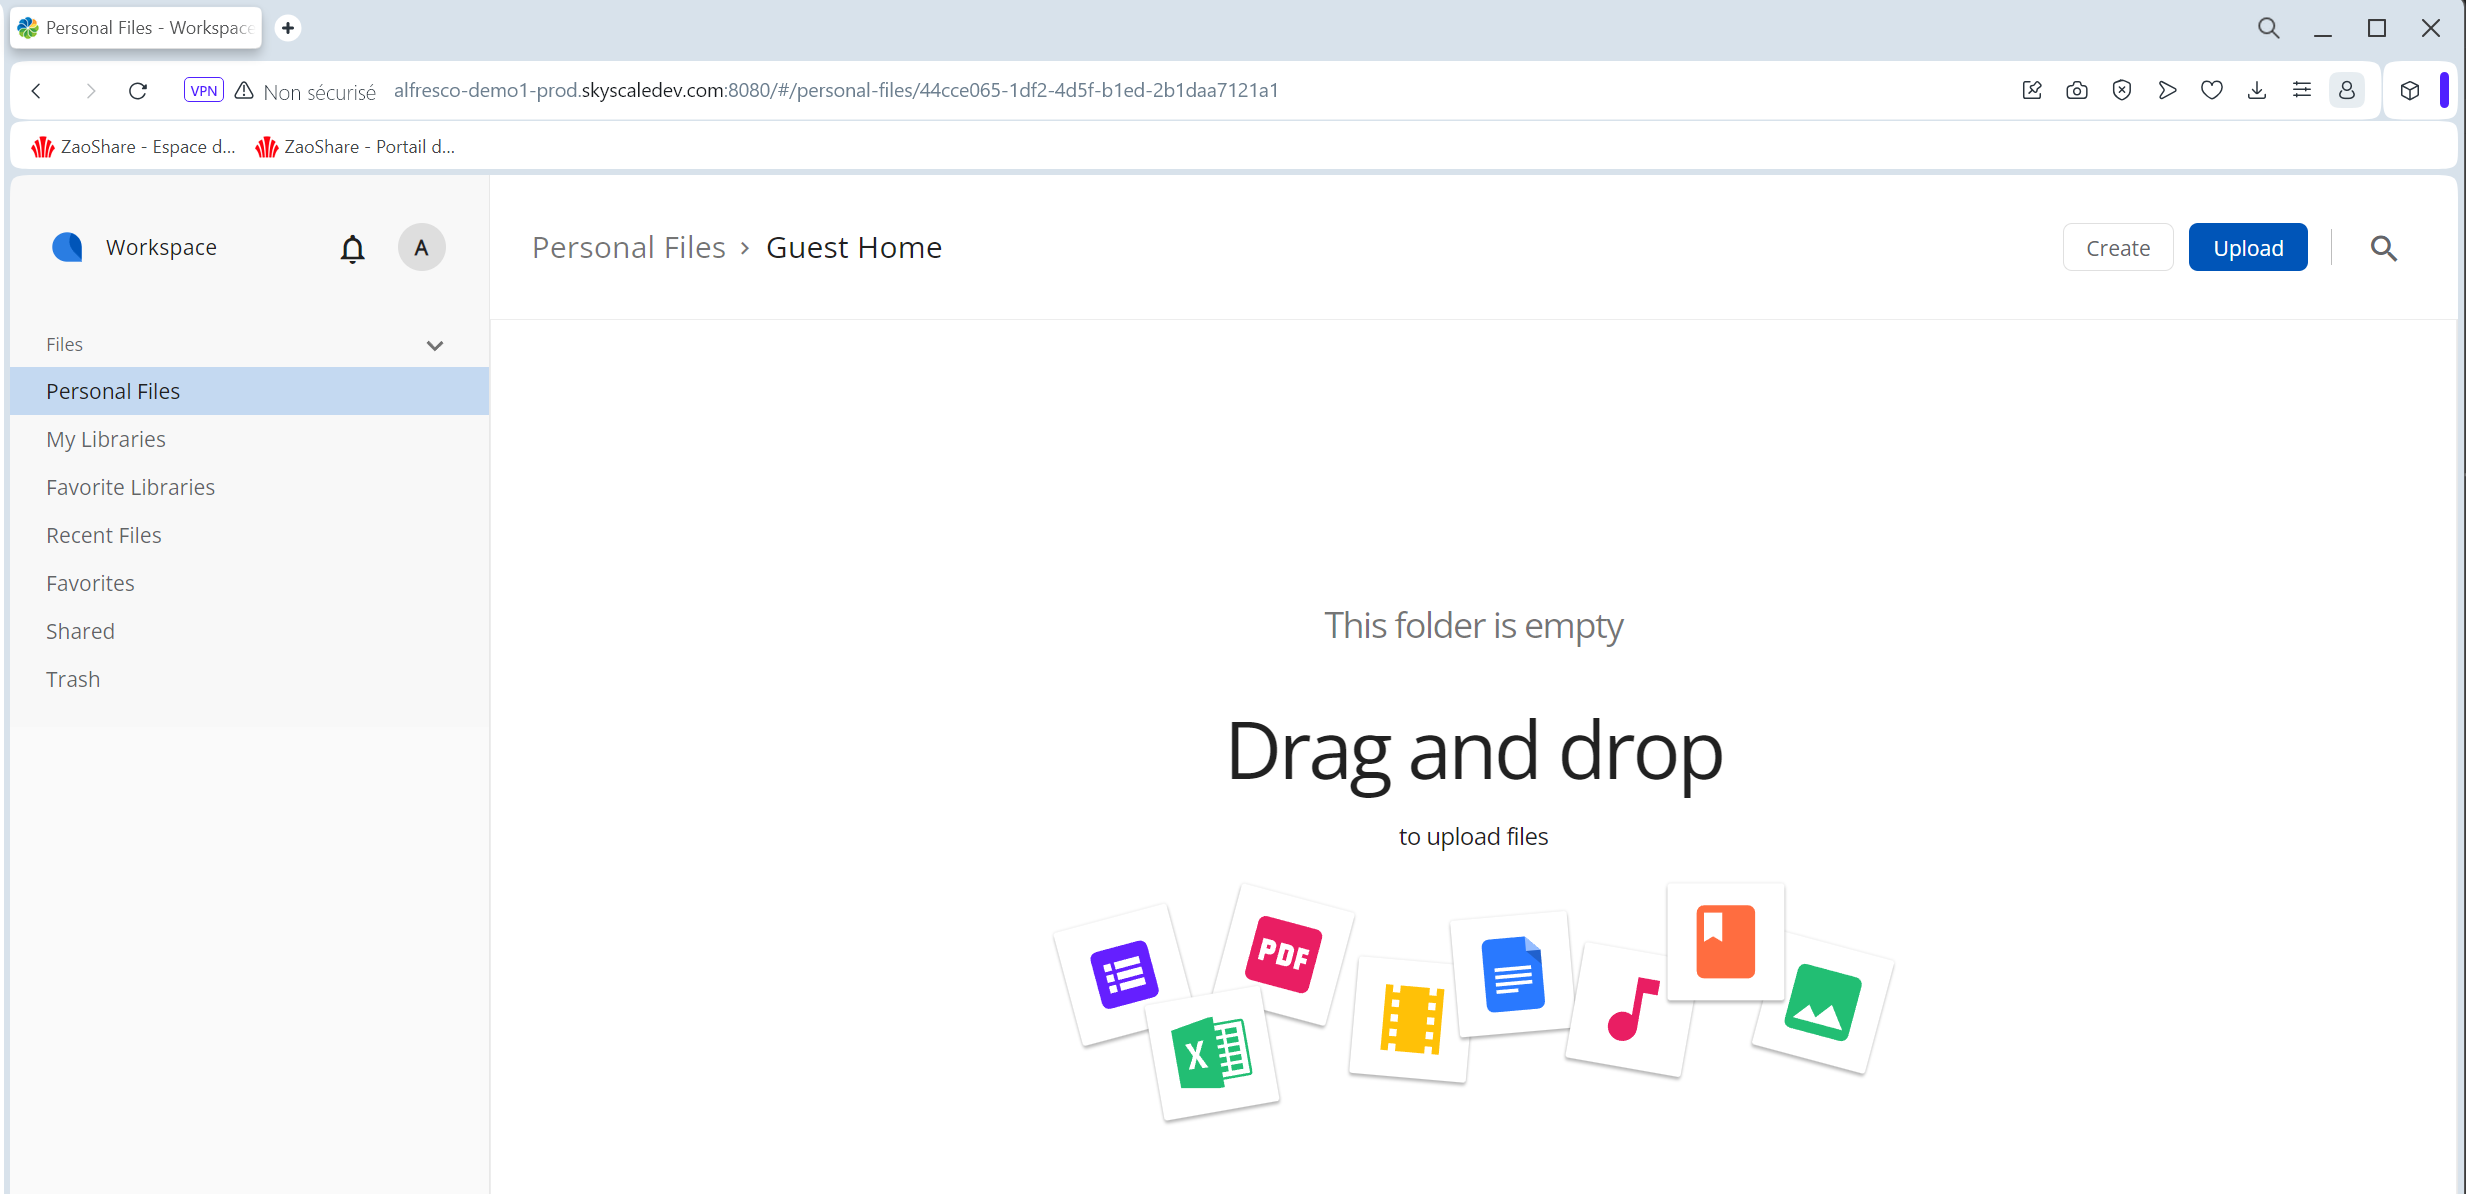 Personal Files - Workspace
VPN Non sécurisé alfresco-demo1-prod.skyscaledev.com:8080/#/personal-files/44cce065-1df2-4d5f-b1ed-2b1daa7121a1
ZaoShare - Espace d... ZaoShare - Portail d...
Workspace A
Personal Files › Guest Home
Create Upload
Files
Personal Files
My Libraries
Favorite Libraries
Recent Files
Favorites
Shared
Trash
This folder is empty
Drag and drop
to upload files
PDF
X